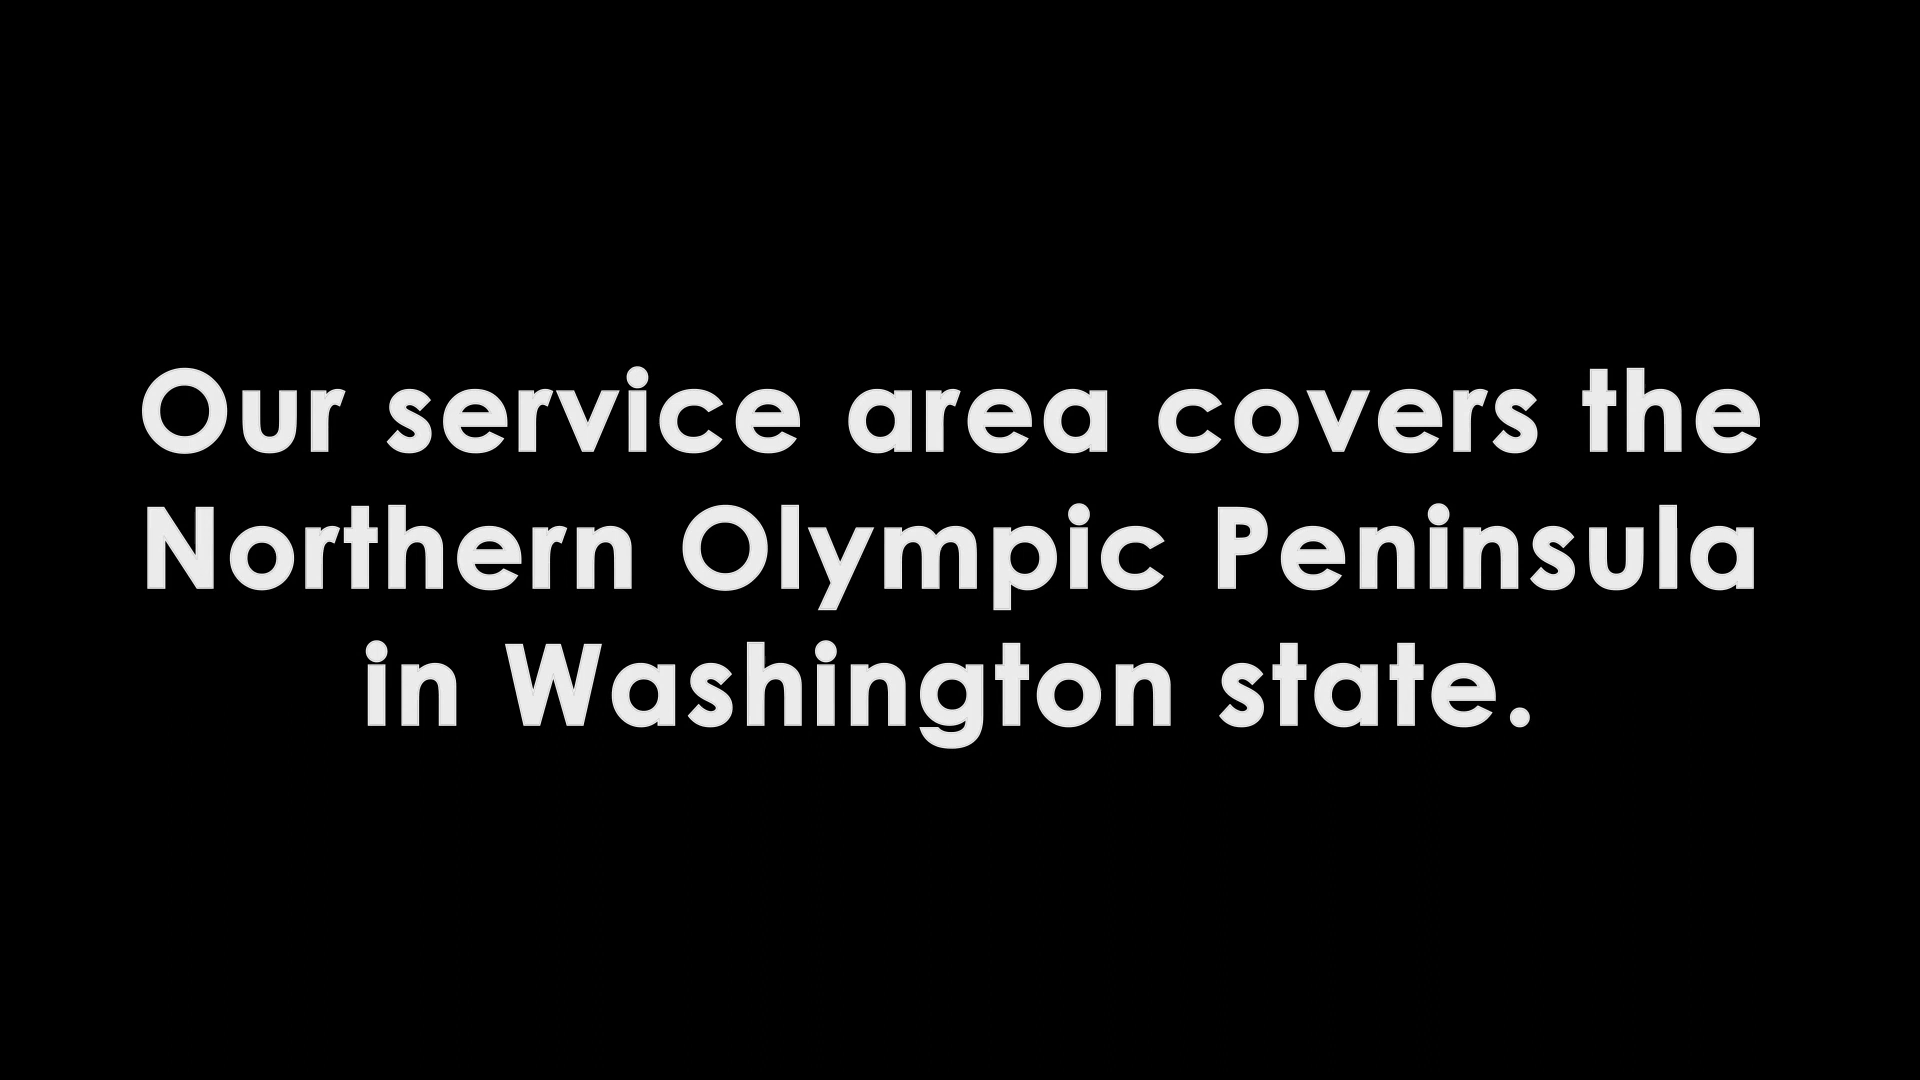 Our service area covers the
Northern Olympic Peninsula
in Washington state.